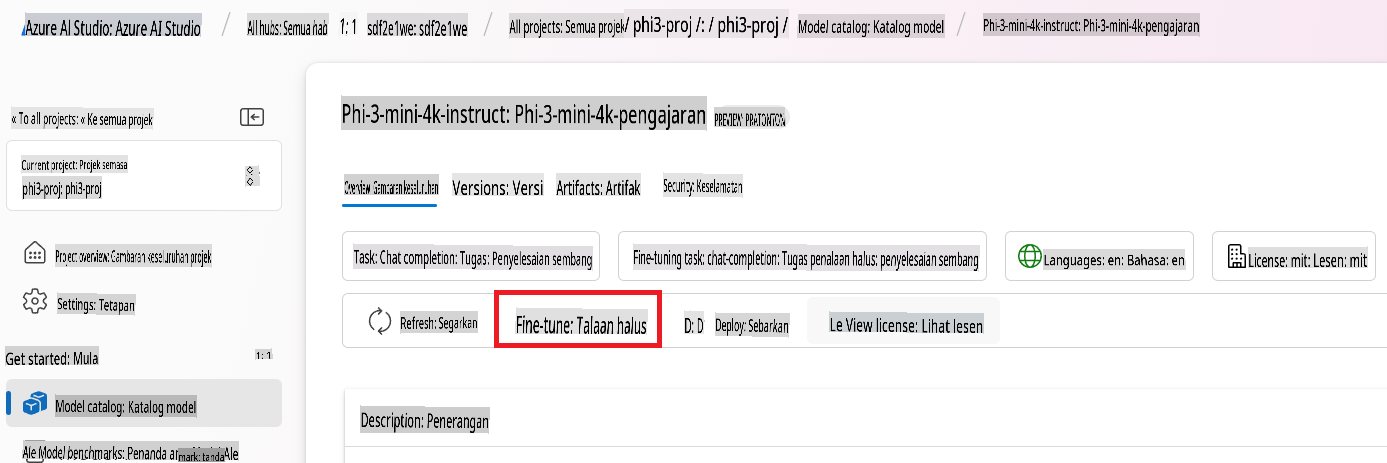 Azure AI Studio: Azure AI Studio / All hubs: Semua hab 1: 1 sdf2e1we: sdf2e1we / All projects: Semua projek/ phi3-proj /: / phi3-proj / Model catalog: Katalog model / Phi-3-mini-4k-instruct: Phi-3-mini-4k-pengajaran
« To all projects: « Ke semua projek
Current project: Projek semasa
phi3-proj: phi3-proj
Project overview: Gambaran keseluruhan projek
Settings: Tetapan
Get started: Mula 1: 1
Model catalog: Katalog model
Model benchmarks: Penanda
mark: tanda
Phi-3-mini-4k-instruct: Phi-3-mini-4k-pengajaran PREVIEW: PRATONTON
Overview: Gambaran keseluruhan Versions: Versi Artifacts: Artifak Security: Keselamatan
Task: Chat completion: Tugas: Penyelesaian sembang Fine-tuning task: chat-completion: Tugas penalaan halus: penyelesaian sembang Languages: en: Bahasa: en License: mit: Lesen: mit
Refresh: Segarkan Fine-tune: Talaan halus D: D Deploy: Sebarkan Le View license: Lihat lesen
Description: Penerangan